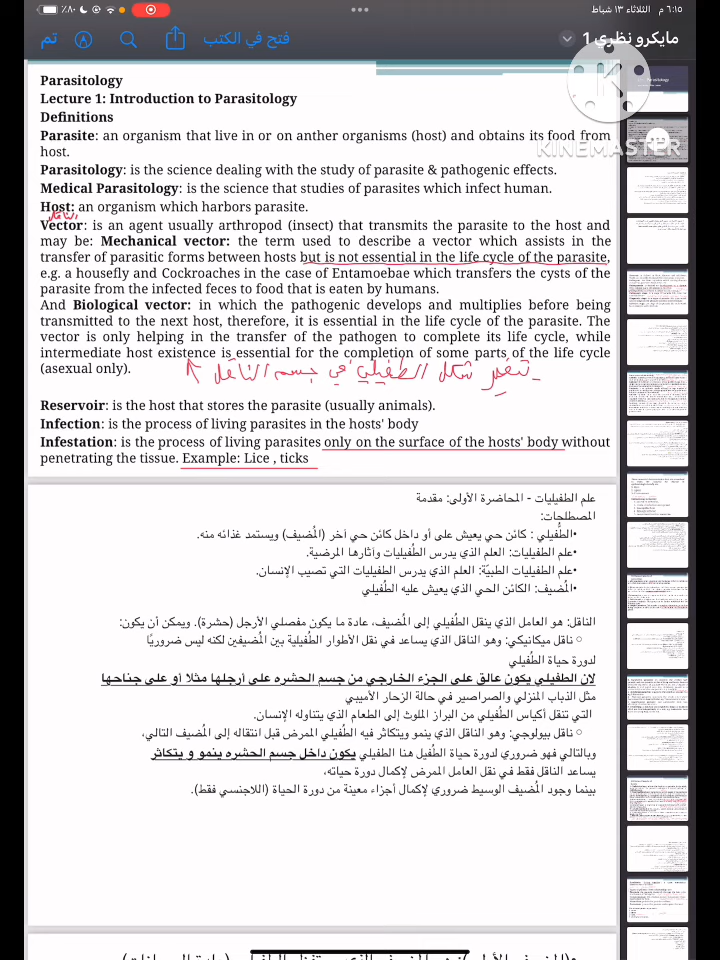 ٦:١٥ م الثلاثاء ١٣ شباط
٪٨٠
مايكرو نظري 1
فتح في الكتب
تم
KINEMASTER
Parasitology
Lecture 1: Introduction to Parasitology
Definitions
Parasite: an organism that live in or on anther organisms (host) and obtains its food from
host.
Parasitology: is the science dealing with the study of parasite & pathogenic effects.
Medical Parasitology: is the science that studies of parasites which infect human.
Host: an organism which harbors parasite.
الناقل
Vector: is an agent usually arthropod (insect) that transmits the parasite to the host and
may be: Mechanical vector: the term used to describe a vector which assists in the
transfer of parasitic forms between hosts but is not essential in the life cycle of the parasite,
e.g. a housefly and Cockroaches in the case of Entamoebae which transfers the cysts of the
parasite from the infected feces to food that is eaten by humans.
And Biological vector: in which the pathogenic develops and multiplies before being
transmitted to the next host, therefore, it is essential in the life cycle of the parasite. The
vector is only helping in the transfer of the pathogen to complete its life cycle, while
intermediate host existence is essential for the completion of some parts of the life cycle
(asexual only).
يتغير شكل الطفيلي في جسم الناقل
Reservoir: is the host that stores the parasite (usually animals).
Infection: is the process of living parasites in the hosts' body
Infestation: is the process of living parasites only on the surface of the hosts' body without
penetrating the tissue. Example: Lice , ticks
علم الطفيليات - المحاضرة الأولى: مقدمة
المصطلحات:
•الطُفيلي : كائن حي يعيش على أو داخل كائن حي آخر (المُضيف) ويستمد غذائه منه.
•علم الطفيليات: العلم الذي يدرس الطُفيليات وآثارها المرضية.
•علم الطفيليات الطبيّة: العلم الذي يدرس الطُفيليات التي تصيب الإنسان.
•المُضيف: الكائن الحي الذي يعيش عليه الطُفيلي
الناقل: هو العامل الذي ينقل الطُفيلي إلى المُضيف، عادة ما يكون مفصلي الأرجل (حشرة). ويمكن أن يكون:
○ ناقل ميكانيكي: وهو الناقل الذي يساعد في نقل الأطوار الطُفيلية بين المُضيفين لكنه ليس ضروريًا
لدورة حياة الطُفيلي
لان الطفيلي يكون عالق على الجزء الخارجي من جسم الحشره على أرجلها مثلا أو على جناحها
مثل الذباب المنزلي والصراصير في حالة الزحار الأميبي
التي تنقل أكياس الطُفيلي من البراز الملوث إلى الطعام الذي يتناوله الإنسان.
○ ناقل بيولوجي: وهو الناقل الذي ينمو ويتكاثر فيه الطُفيلي الممرض قبل انتقاله إلى المُضيف التالي،
وبالتالي فهو ضروري لدورة حياة الطُفيل هنا الطفيلي يكون داخل جسم الحشره ينمو و يتكاثر
يساعد الناقل فقط في نقل العامل الممرض لإكمال دورة حياته،
بينما وجود المُضيف الوسيط ضروري لإكمال أجزاء معينة من دورة الحياة (اللاجنسي فقط).